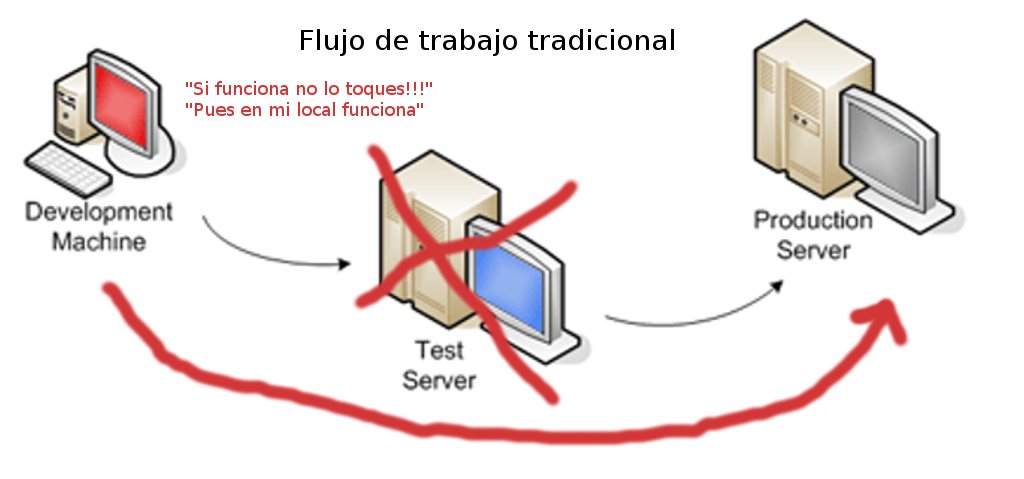 Flujo de trabajo tradicional
"Si funciona no lo toques!!!"
"Pues en mi local funciona"
Development
Machine
Test
Server
Production
Server